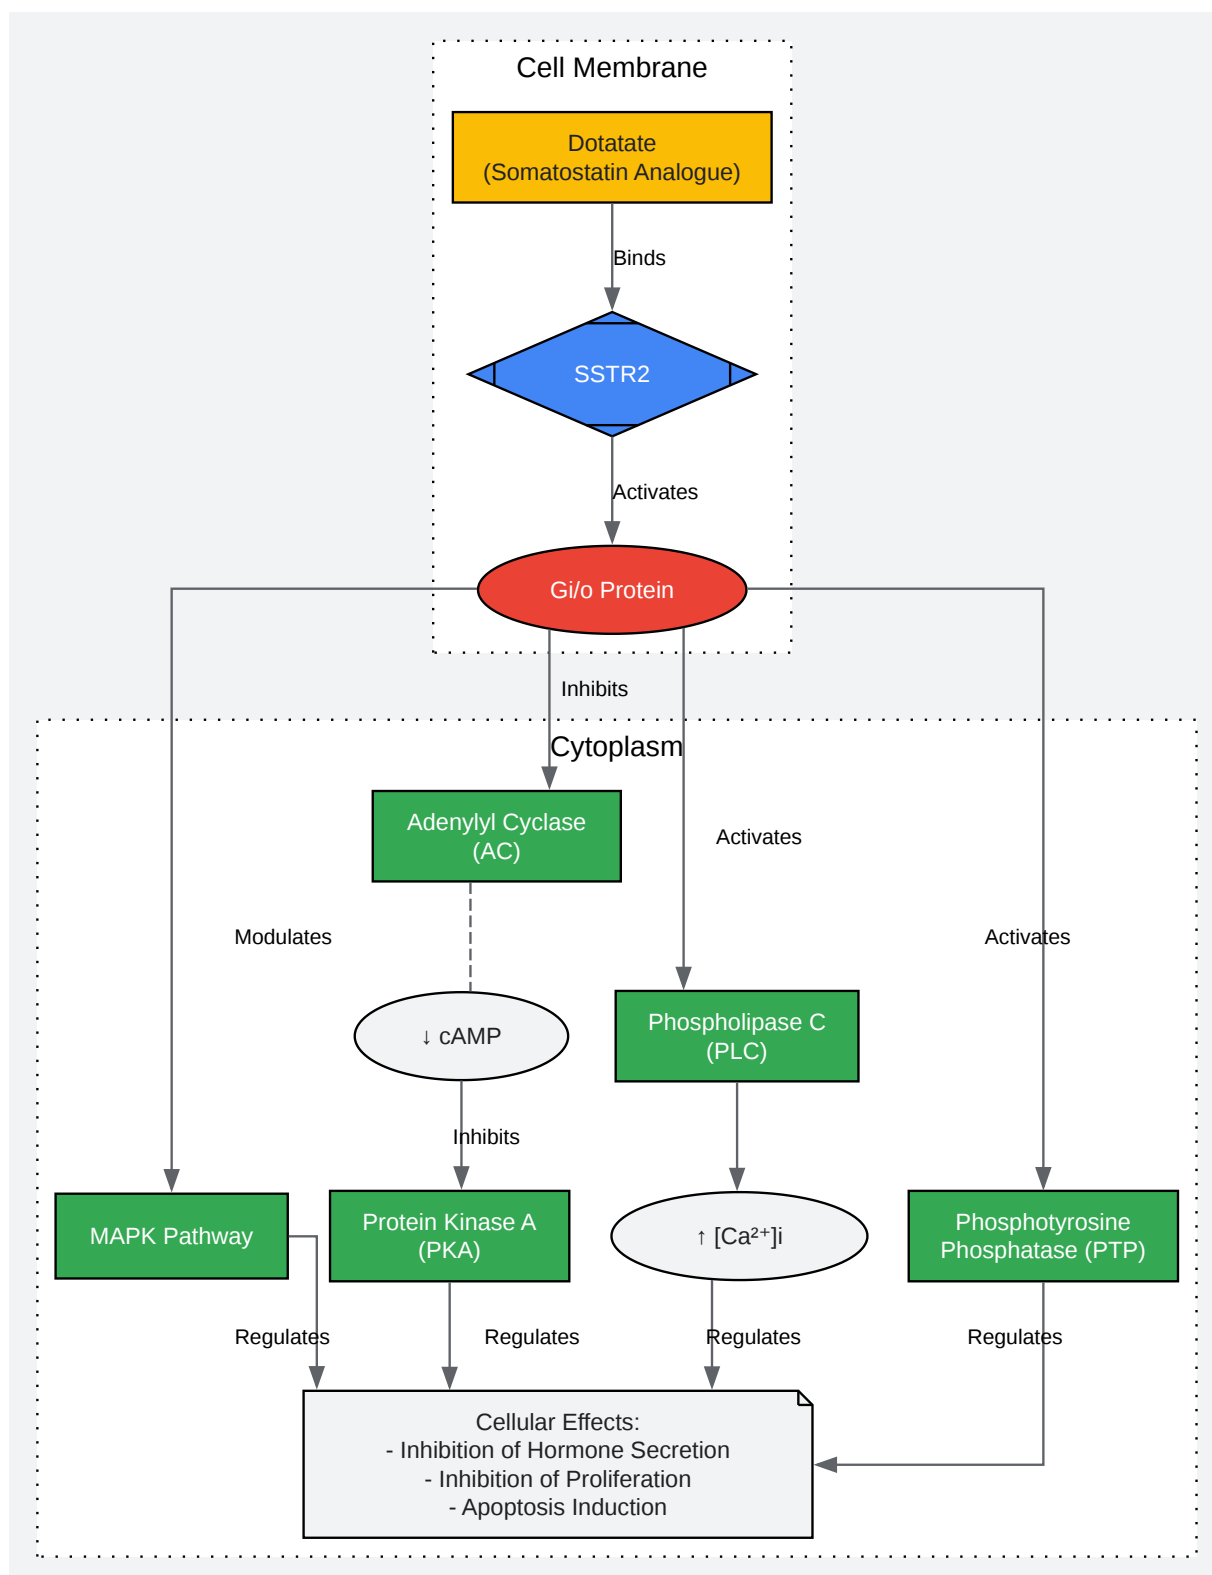 Cell Membrane
Dotatate
(Somatostatin Analogue)
Binds
SSTR2
Activates
Gi/o Protein
Inhibits
Cytoplasm
Adenylyl Cyclase
(AC)
Activates
Modulates
Activates
Phospholipase C
(PLC)
↓ cAMP
Inhibits
MAPK Pathway
Protein Kinase A
(PKA)
↑ [Ca²⁺]i
Phosphotyrosine
Phosphatase (PTP)
Regulates
Regulates
Regulates
Regulates
Cellular Effects:
- Inhibition of Hormone Secretion
- Inhibition of Proliferation
- Apoptosis Induction